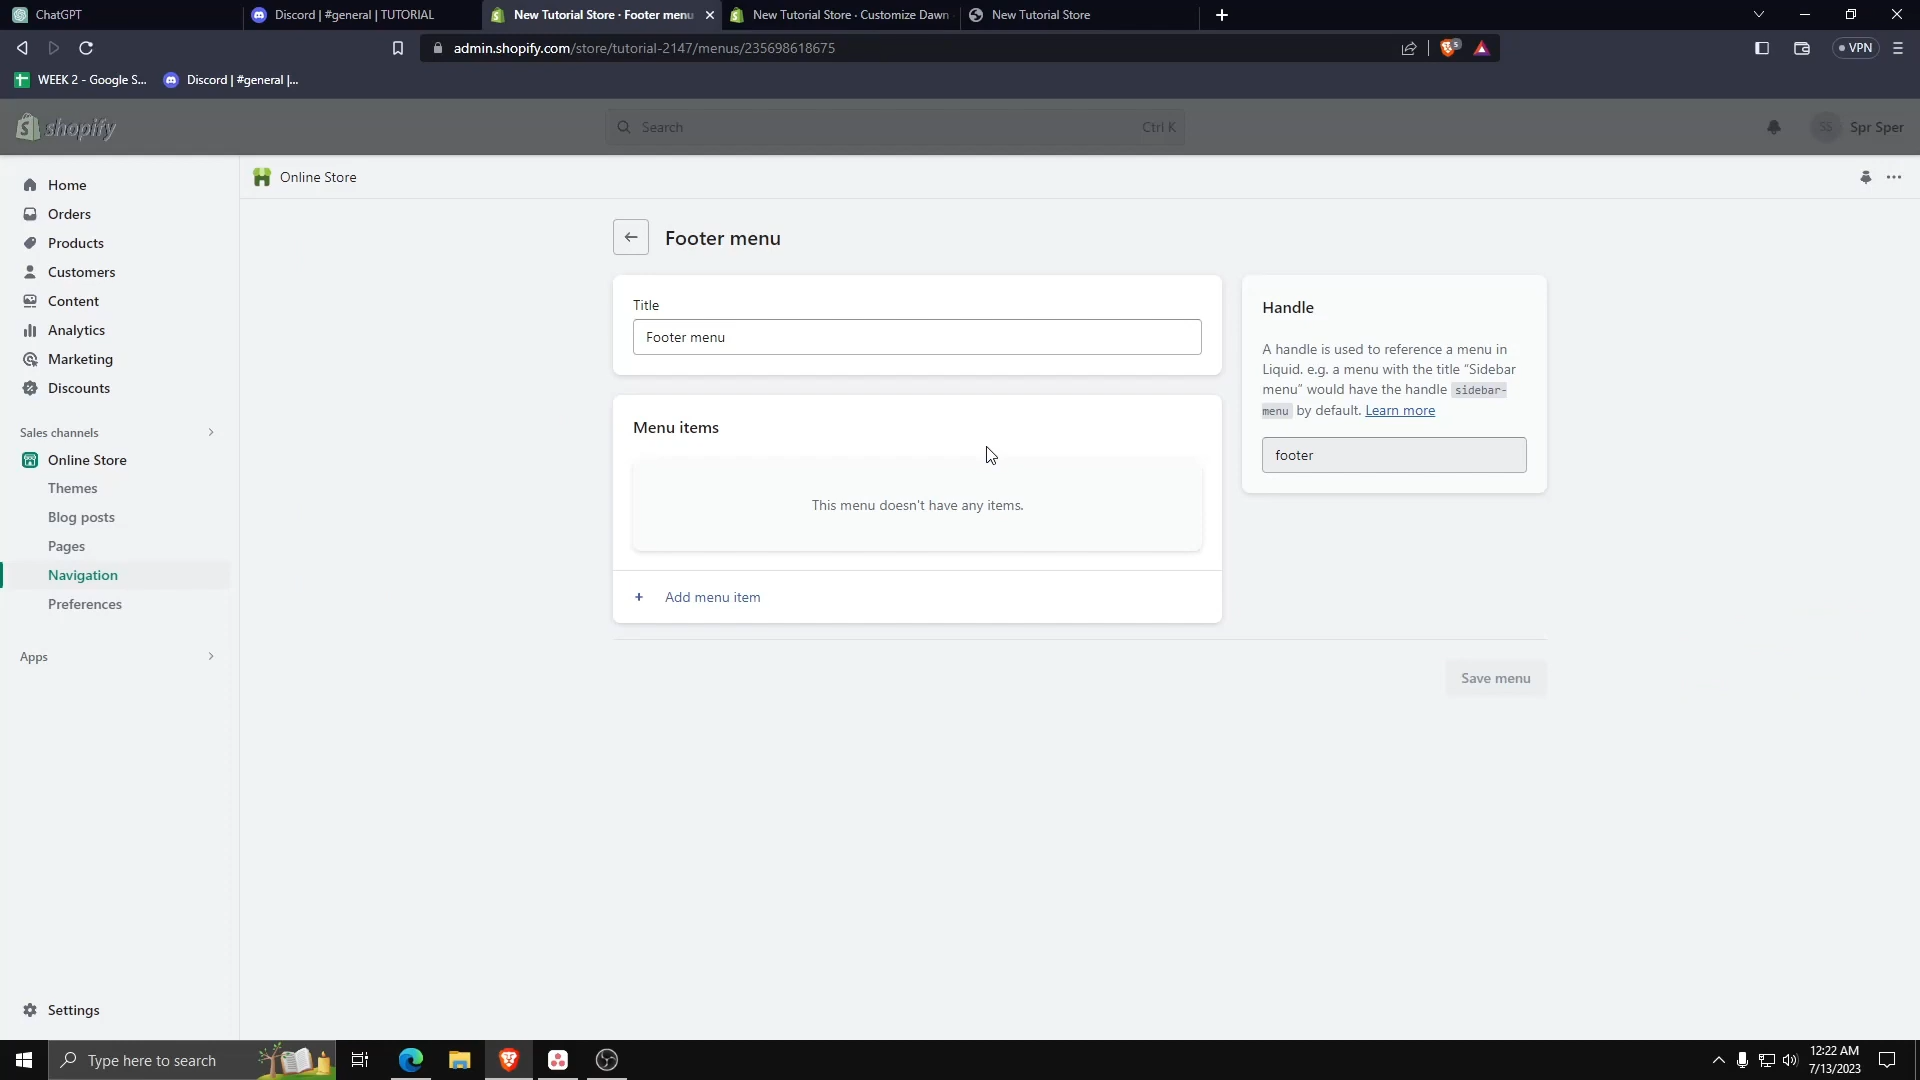 ChatGPT
Discord | #general | TUTORIAL
New Tutorial Store · Footer menu
New Tutorial Store · Customize Dawn
New Tutorial Store
admin.shopify.com/store/tutorial-2147/menus/235698618675
5
VPN
WEEK 2 - Google S...
Discord | #general |...
shopify
Search
Ctrl K
SS
Spr Sper
Home
Orders
Products
Customers
Content
Analytics
Marketing
Discounts
Sales channels
Online Store
Themes
Blog posts
Pages
Navigation
Preferences
Apps
Settings
Online Store
Footer menu
Title
Footer menu
Menu items
This menu doesn't have any items.
+ Add menu item
Handle
A handle is used to reference a menu in
Liquid. e.g. a menu with the title “Sidebar
menu” would have the handle sidebar-
menu by default. Learn more
footer
Save menu
Type here to search
12:22 AM
7/13/2023